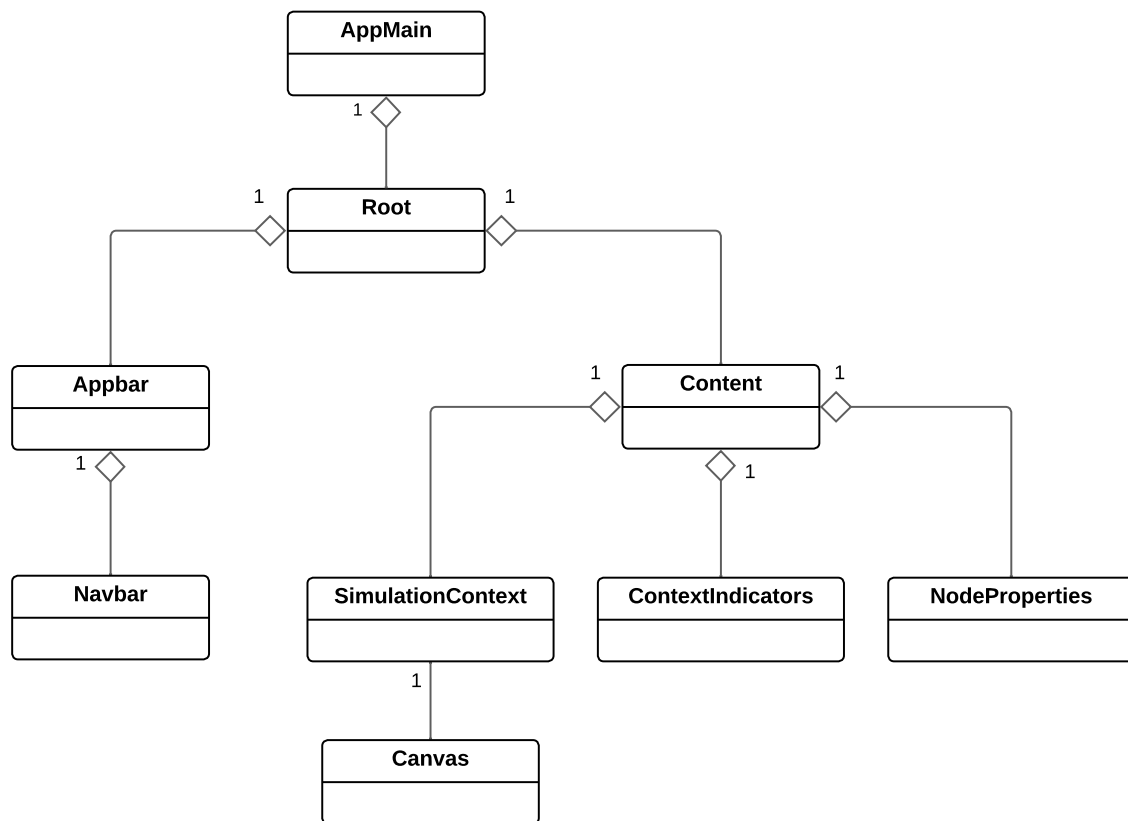 AppMain
1
1
1
Root
1
1
Content
Appbar
1
1
Navbar
SimulationContext
ContextIndicators
NodeProperties
1
Canvas